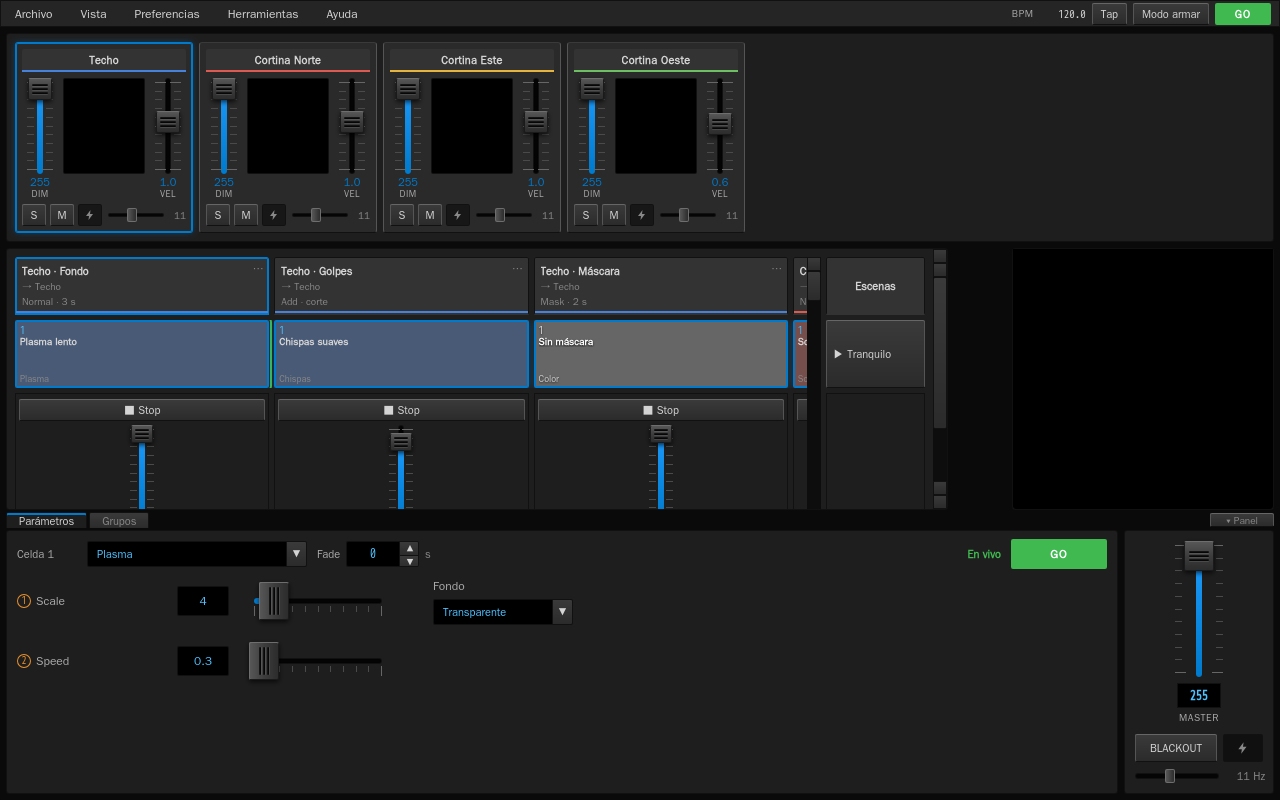 Archivo Vista Preferencias Herramientas Ayuda BPM 120.0 Tap Modo armar GO
Techo Cortina Norte Cortina Este Cortina Oeste
255 1.0 255 1.0 255 1.0 255 0.6
DIM VEL DIM VEL DIM VEL DIM VEL
S M 11 S M 11 S M 11 S M 11
Techo · Fondo ... Techo · Golpes ... Techo · Máscara ... C
→ Techo → Techo → Techo
Normal · 3 s Add · corte Mask · 2 s N
Escenas
1 1 1 1
Plasma lento Chispas suaves Sin máscara So
Plasma Chispas Color So
▶ Tranquilo
Stop Stop Stop
Parámetros Grupos ▾ Panel
Celda 1 Plasma ▼ Fade 0 s En vivo GO
1 Scale 4
Fondo
Transparente ▼
2 Speed 0.3
255
MASTER
BLACKOUT
11 Hz